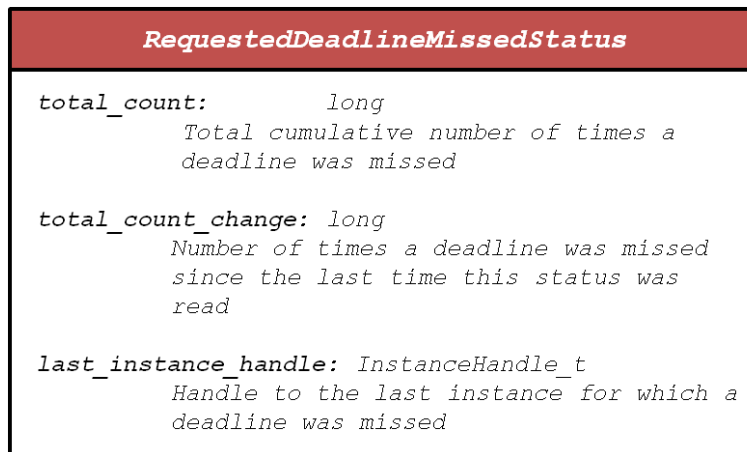 RequestedDeadlineMissedStatus
total_count: long
Total cumulative number of times a
deadline was missed
total_count_change: long
Number of times a deadline was missed
since the last time this status was
read
last_instance_handle: InstanceHandle_t
Handle to the last instance for which a
deadline was missed